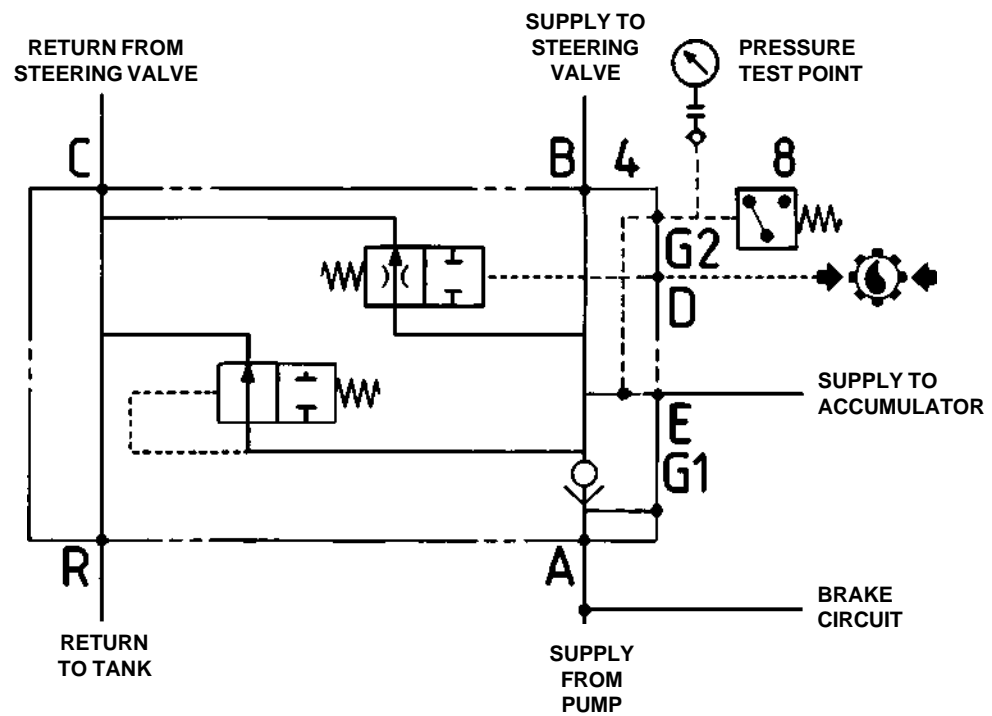 RETURN FROM
STEERING VALVE
SUPPLY TO
STEERING
VALVE
PRESSURE
TEST POINT
C
B
4
8
G2
D
SUPPLY TO
ACCUMULATOR
E
G1
R
A
BRAKE
CIRCUIT
RETURN
TO TANK
SUPPLY
FROM
PUMP